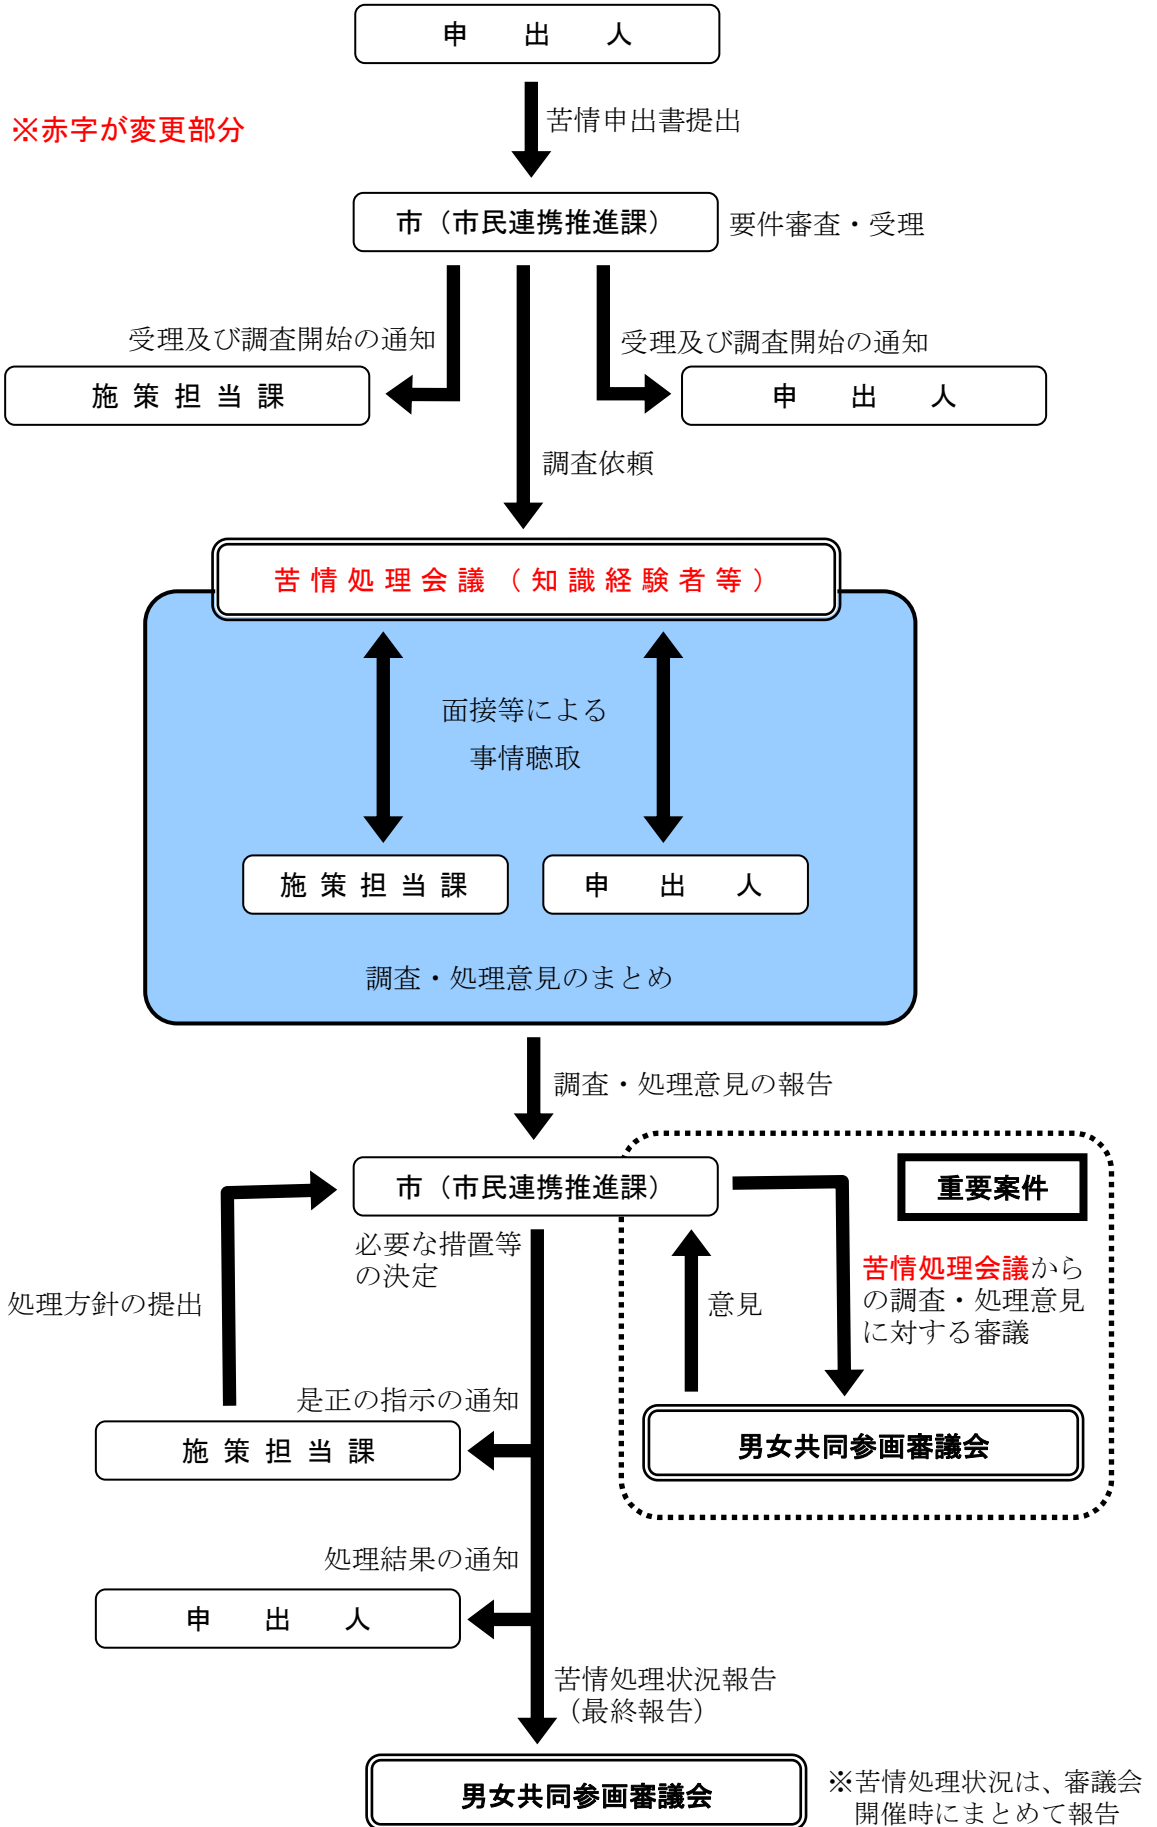 申出人
苦情申出書提出
※赤字が変更部分
市（市民連携推進課）
要件審査・受理
受理及び調査開始の通知
受理及び調査開始の通知
施策担当課
申出人
調査依頼
苦情処理会議（知識経験者等）
面接等による
事情聴取
施策担当課
申出人
調査・処理意見のまとめ
調査・処理意見の報告
市（市民連携推進課）
重要案件
必要な措置等
の決定
苦情処理会議から
の調査・処理意見
に対する審議
処理方針の提出
意見
是正の指示の通知
施策担当課
男女共同参画審議会
処理結果の通知
申出人
苦情処理状況報告
（最終報告）
男女共同参画審議会
※苦情処理状況は、審議会
開催時にまとめて報告